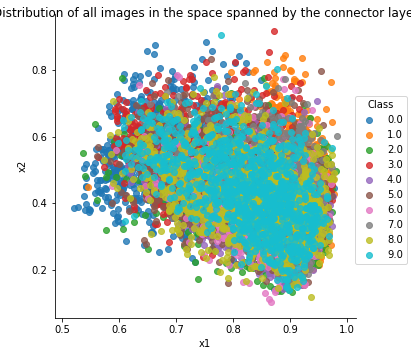 Distribution of all images in the space spanned by the connector laye
Class
0.0
1.0
2.0
3.0
4.0
5.0
6.0
7.0
8.0
9.0
x2
0.8
0.6
0.4
0.2
0.5 0.6 0.7 0.8 0.9 1.0
x1